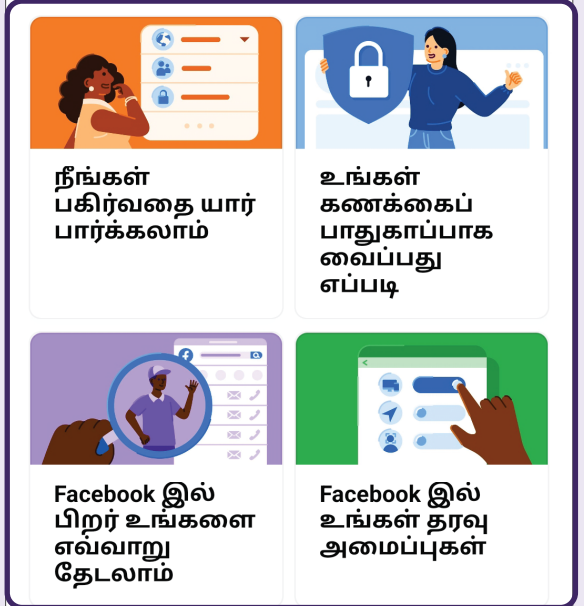 நீங்கள்
பகிர்வதை யார்
பார்க்கலாம்
உங்கள்
கணக்கைப்
பாதுகாப்பாக
வைப்பது
எப்படி
Facebook இல்
பிறர் உங்களை
எவ்வாறு
தேடலாம்
Facebook இல்
உங்கள் தரவு
அமைப்புகள்